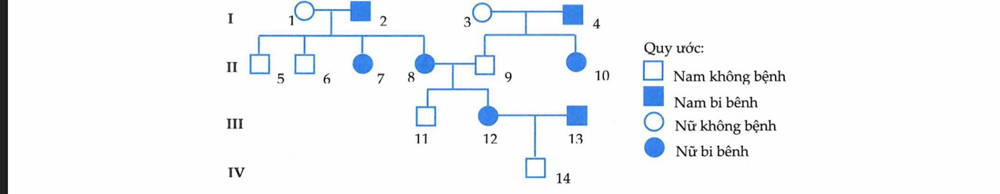 I
1
2
3
4
II
5
6
7
8
9
10
III
11
12
13
IV
14
Quy ước:
Nam không bệnh
Nam bi bênh
Nữ không bệnh
Nữ bi bênh